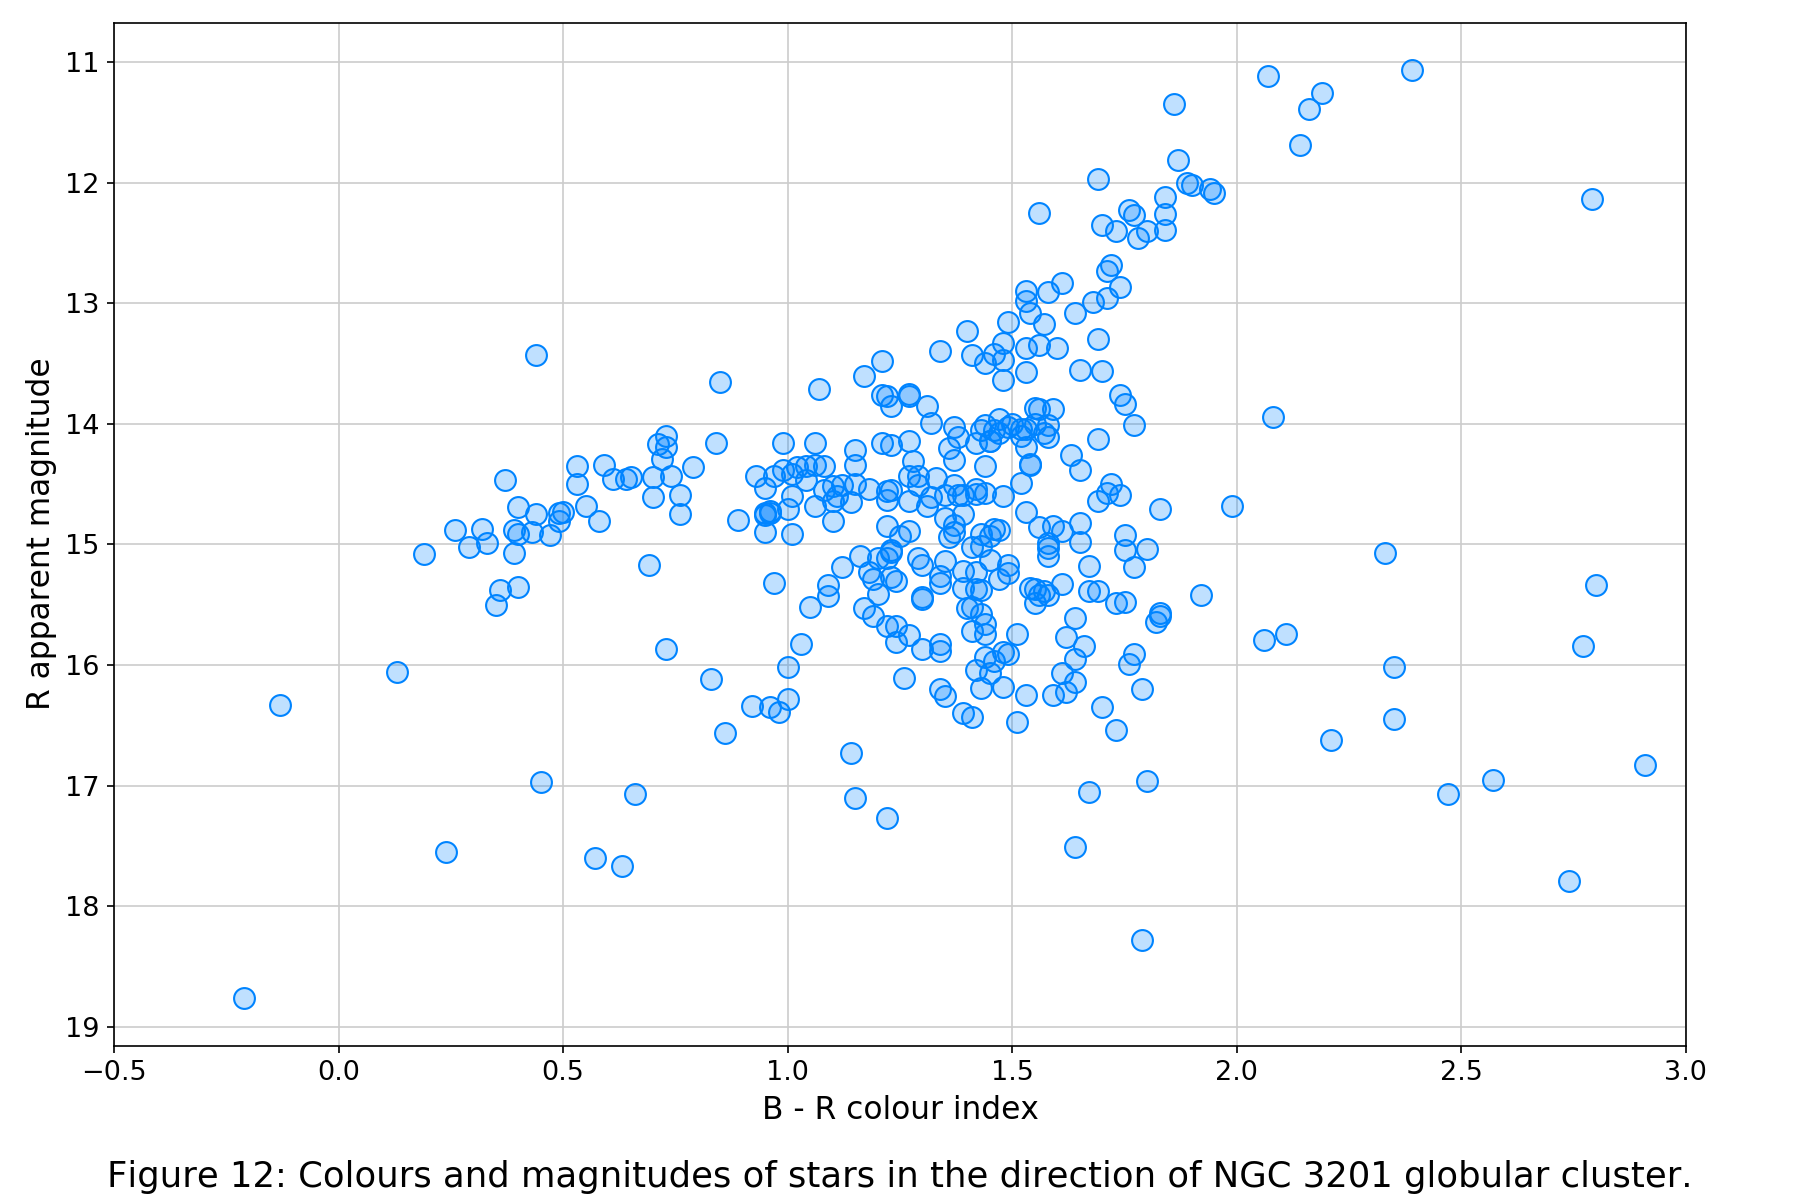 11
12
13
14
15
16
17
18
19
R apparent magnitude
−0.5 0.0 0.5 1.0 1.5 2.0 2.5 3.0
B - R colour index
Figure 12: Colours and magnitudes of stars in the direction of NGC 3201 globular cluster.